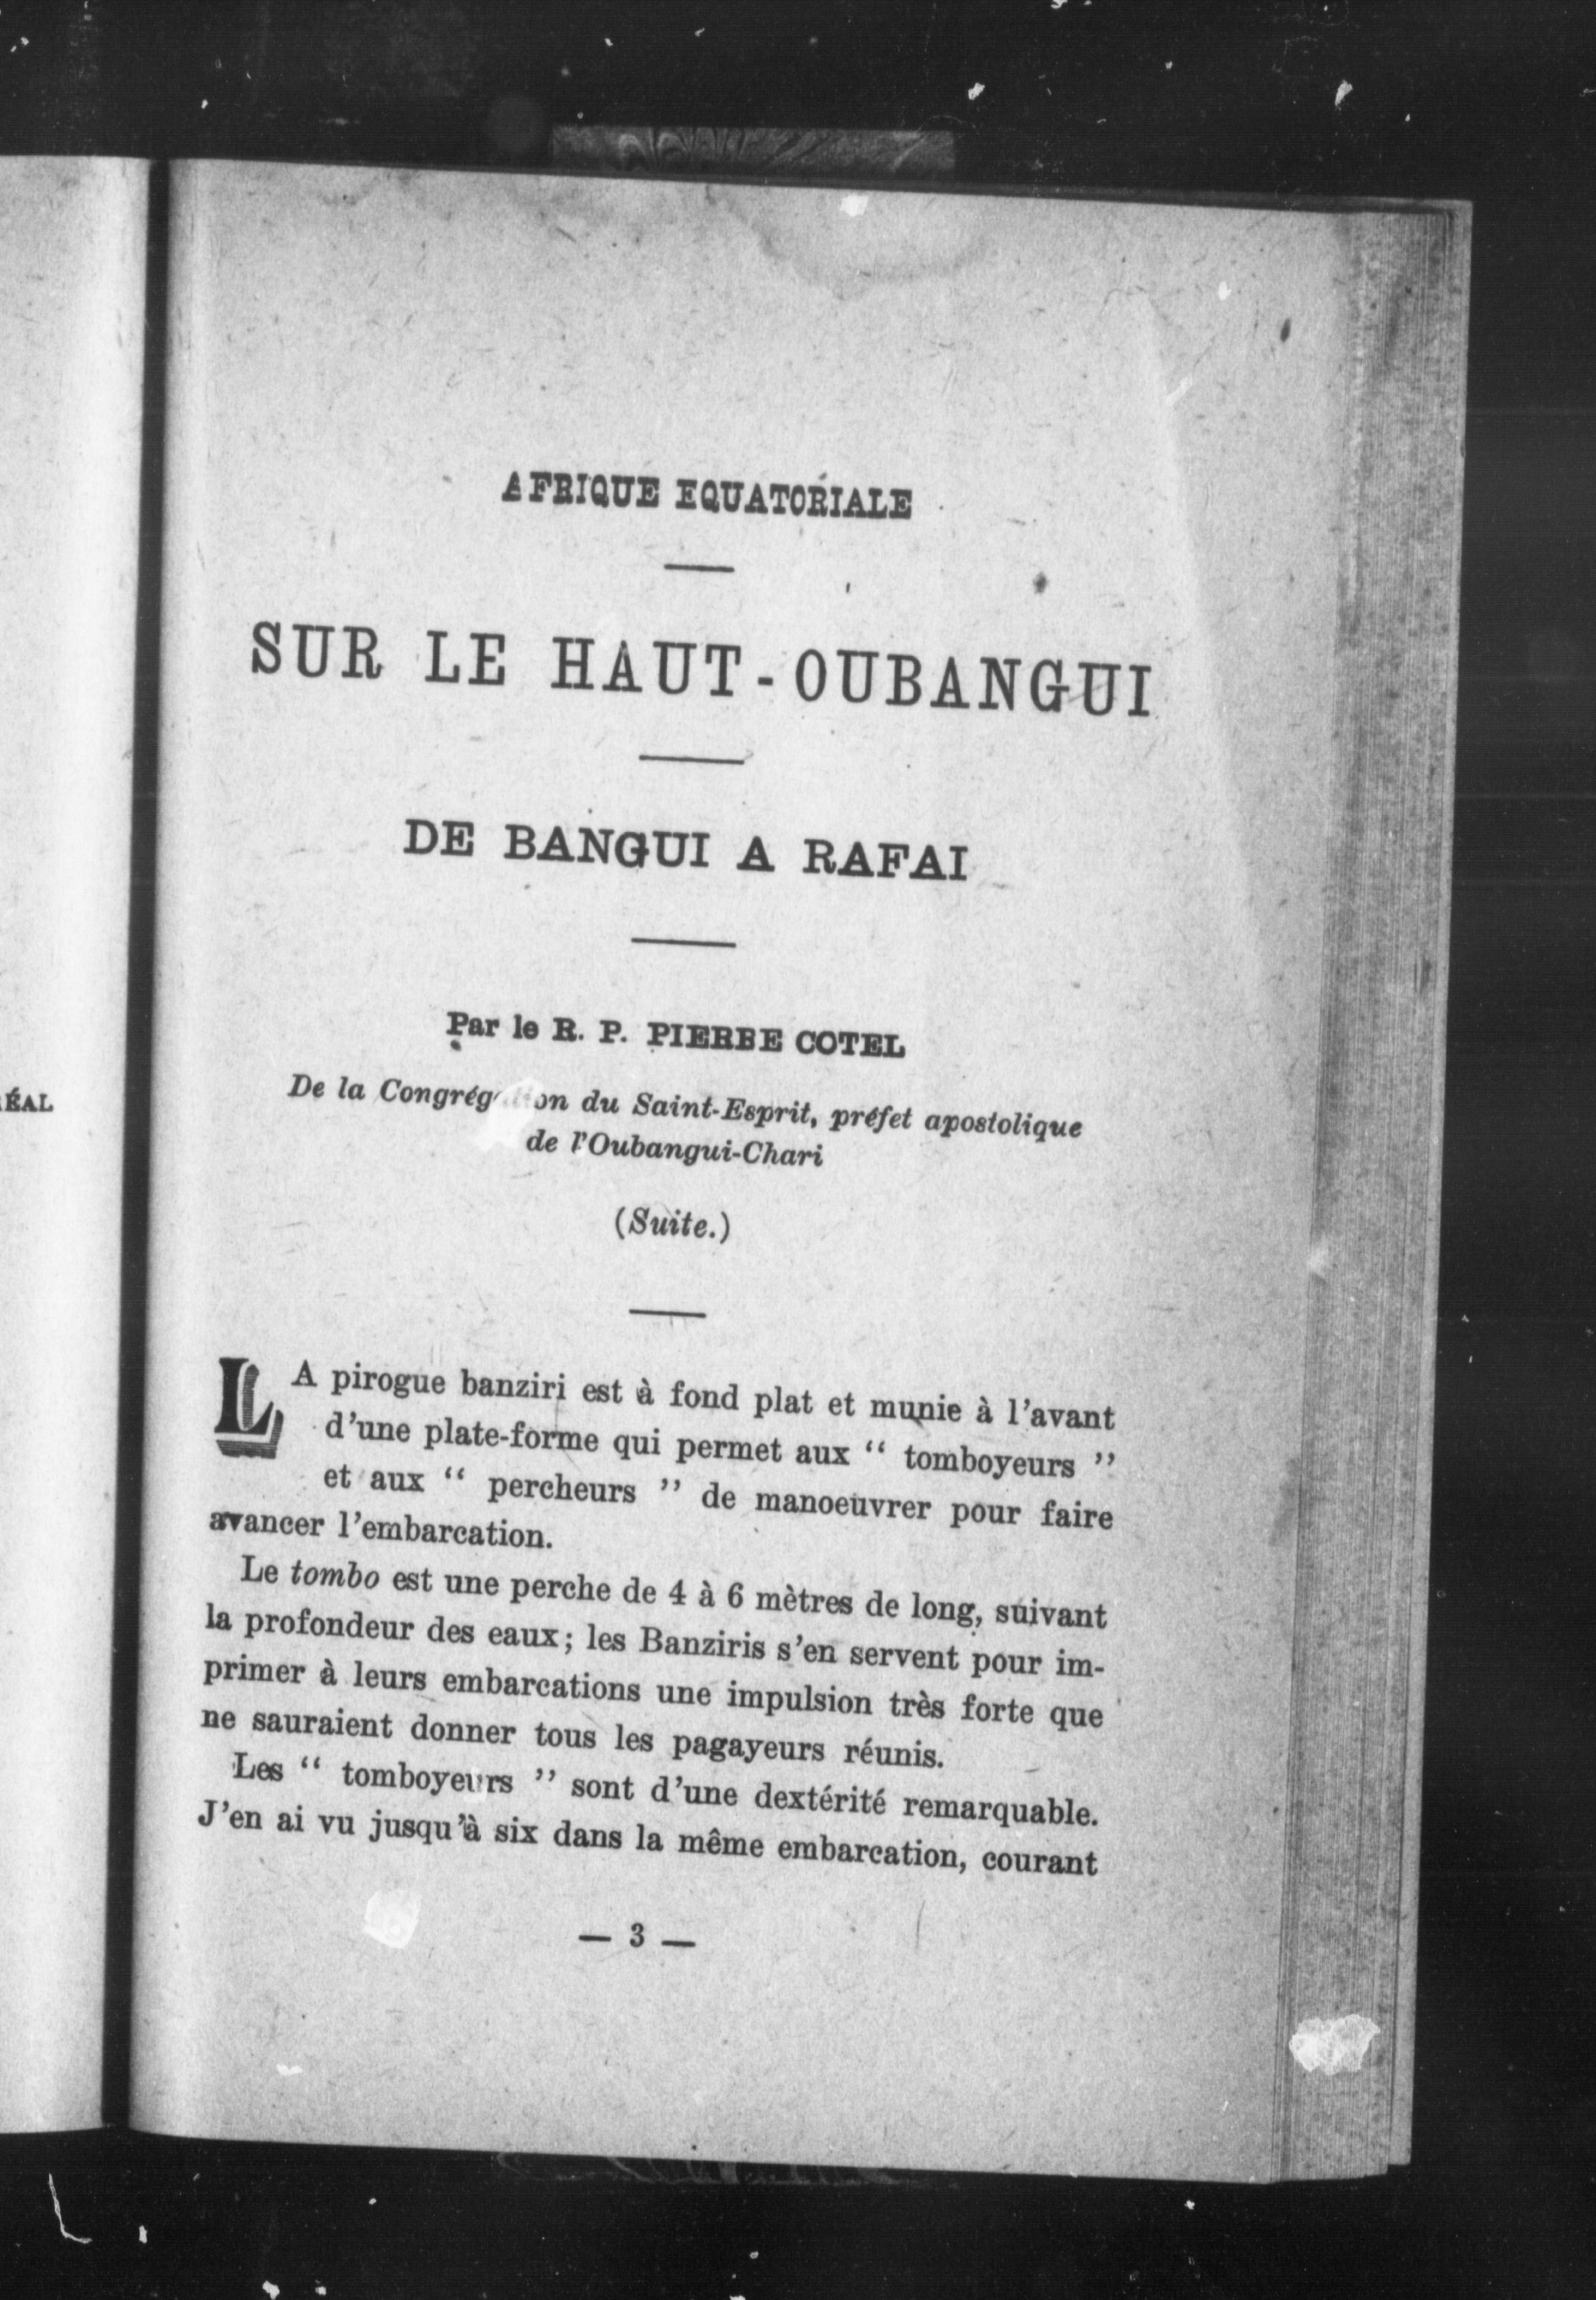 ÉAL
AFRIQUE EQUATORIALE
SUR LE HAUT-OUBANGUI
DE BANGUI A RAFAI
Par le R. P. PIERRE COTEL
De la Congrégation du Saint-Esprit, préfet apostolique
de l'Oubangui-Chari
(Suite.)
LA pirogue banziri est à fond plat et munie à l'avant
d'une plate-forme qui permet aux “ tomboyeurs ”
et aux “ percheurs ” de manoeuvrer pour faire
avancer l'embarcation.
Le tombo est une perche de 4 à 6 mètres de long, suivant
la profondeur des eaux; les Banziris s'en servent pour im-
primer à leurs embarcations une impulsion très forte que
ne sauraient donner tous les pagayeurs réunis.
Les “ tomboyeurs ” sont d'une dextérité remarquable.
J'en ai vu jusqu'à six dans la même embarcation, courant
— 3 —